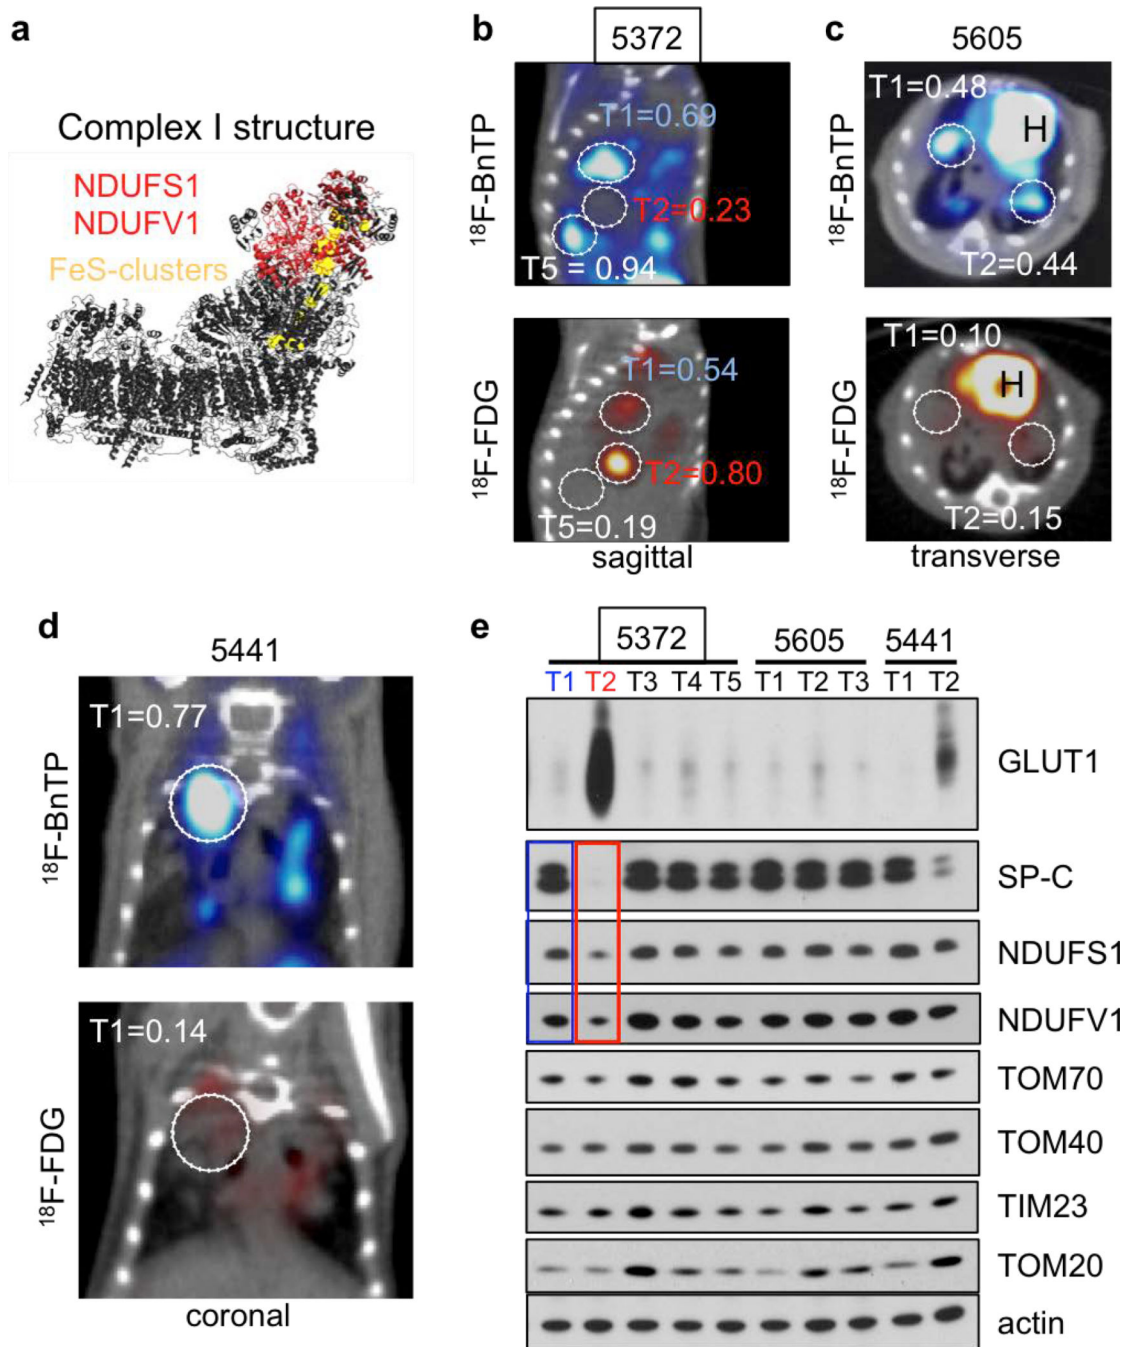 a
Complex I structure
NDUFS1
NDUFV1
FeS-clusters
b
5372
18F-BnTP
T1=0.69
T2=0.23
T5 = 0.94
18F-FDG
T1=0.54
T2=0.80
T5=0.19
sagittal
c
5605
18F-BnTP
T1=0.48
H
T2=0.44
18F-FDG
T1=0.10
H
T2=0.15
transverse
d
5441
18F-BnTP
T1=0.77
18F-FDG
T1=0.14
coronal
e
5372 5605 5441
T1 T2 T3 T4 T5 T1 T2 T3 T1 T2
GLUT1
SP-C
NDUFS1
NDUFV1
TOM70
TOM40
TIM23
TOM20
actin